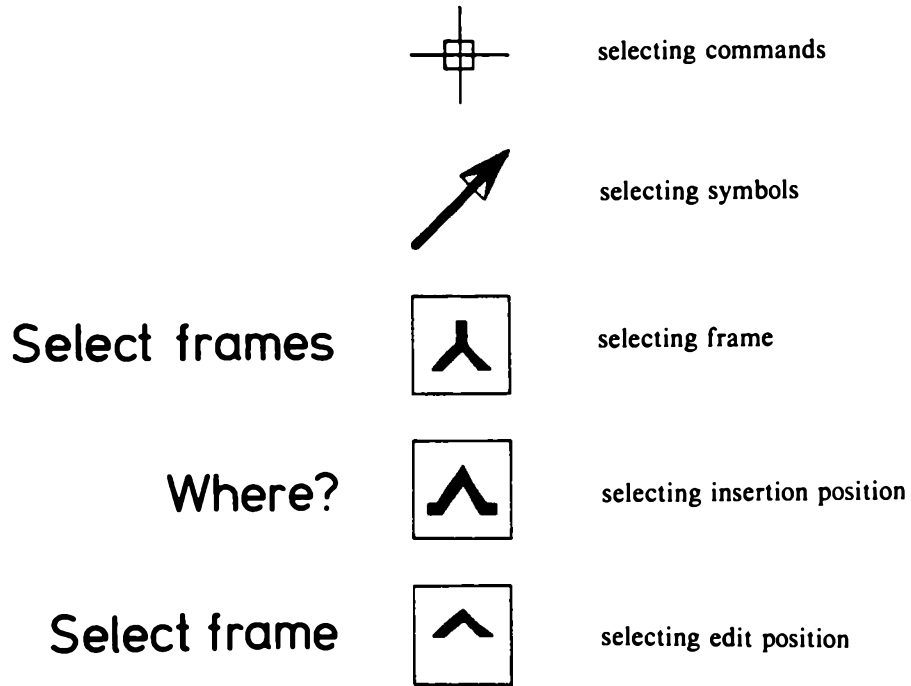 selecting commands
selecting symbols
Select frames
selecting frame
Where?
selecting insertion position
Select frame
selecting edit position